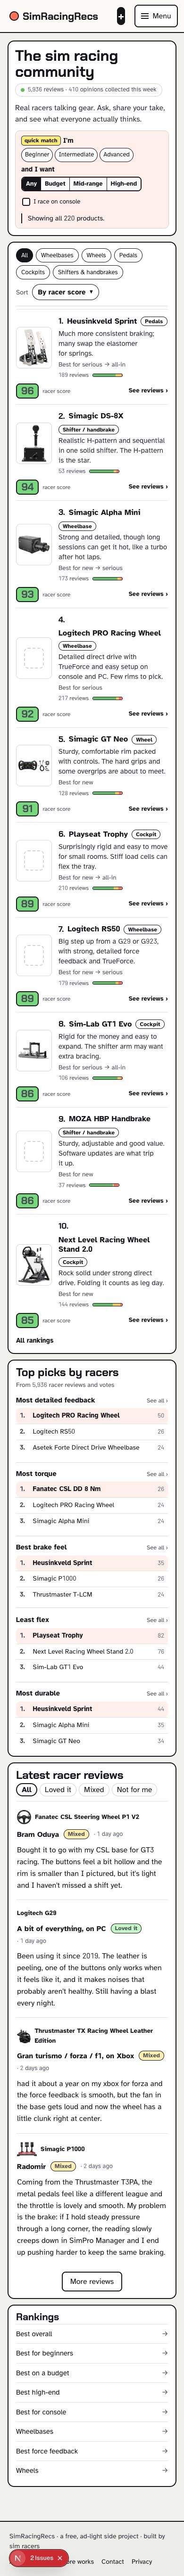 SimRacingRecs
+
Menu
The sim racing
community
5,936 reviews · 410 opinions collected this week
Real racers talking gear. Ask, share your take,
and see what everyone actually thinks.
quick match I'm
Beginner Intermediate Advanced
and I want
Any Budget Mid-range High-end
I race on console
Showing all 220 products.
All Wheelbases Wheels Pedals
Cockpits Shifters & handbrakes
Sort By racer score ▼
1. Heusinkveld Sprint Pedals
Much more consistent braking;
many swap the elastomer
for springs.
Best for serious → all-in
189 reviews
96 racer score See reviews ›
2. Simagic DS-8X
Shifter / handbrake
Realistic H-pattern and sequential
in one solid shifter. The H-pattern
is the star.
53 reviews
94 racer score See reviews ›
3. Simagic Alpha Mini
Wheelbase
Strong and detailed, though long
sessions can get it hot, like a turbo
after hot laps.
Best for new → serious
173 reviews
93 racer score See reviews ›
4.
Logitech PRO Racing Wheel
Wheelbase
Detailed direct drive with
TrueForce and easy setup on
console and PC. Few rims to pick.
Best for serious
217 reviews
92 racer score See reviews ›
5. Simagic GT Neo Wheel
Sturdy, comfortable rim packed
with controls. The hard grips and
some overgrips are about to meet.
Best for new
128 reviews
91 racer score See reviews ›
6. Playseat Trophy Cockpit
Surprisingly rigid and easy to move
for small rooms. Stiff load cells can
flex the tray.
Best for new → all-in
210 reviews
89 racer score See reviews ›
7. Logitech RS50 Wheelbase
Big step up from a G29 or G923,
with strong, detailed force
feedback and TrueForce.
Best for new → serious
179 reviews
89 racer score See reviews ›
8. Sim-Lab GT1 Evo Cockpit
Rigid for the money and easy to
expand. The shifter arm may want
extra bracing.
Best for serious → all-in
106 reviews
86 racer score See reviews ›
9. MOZA HBP Handbrake
Shifter / handbrake
Sturdy, adjustable and good value.
Software updates are what trip
it up.
Best for new
37 reviews
86 racer score See reviews ›
10.
Next Level Racing Wheel
Stand 2.0
Cockpit
Rock solid under strong direct
drive. Folding it counts as leg day.
Best for new
144 reviews
85 racer score See reviews ›
All rankings
Top picks by racers
From 5,936 racer reviews and votes
Most detailed feedback See all ›
1. Logitech PRO Racing Wheel 50
2. Logitech RS50 26
3. Asetek Forte Direct Drive Wheelbase 24
Most torque See all ›
1. Fanatec CSL DD 8 Nm 26
2. Logitech PRO Racing Wheel 24
3. Simagic Alpha Mini 24
Best brake feel See all ›
1. Heusinkveld Sprint 35
2. Simagic P1000 26
3. Thrustmaster T-LCM 24
Least flex See all ›
1. Playseat Trophy 82
2. Next Level Racing Wheel Stand 2.0 76
3. Sim-Lab GT1 Evo 44
Most durable See all ›
1. Heusinkveld Sprint 44
2. Simagic Alpha Mini 35
3. Simagic GT Neo 34
Latest racer reviews
All Loved it Mixed Not for me
Fanatec CSL Steering Wheel P1 V2
Bram Oduya Mixed · 1 day ago
Bought it to go with my CSL base for GT3
racing. The buttons feel a bit hollow and the
rim is smaller than I pictured, but it's light
and I haven't missed a shift yet.
Logitech G29
A bit of everything, on PC Loved it
· 1 day ago
Been using it since 2019. The leather is
peeling, one of the buttons only works when
it feels like it, and it makes noises that
probably aren't healthy. Still having a blast
every night.
Thrustmaster TX Racing Wheel Leather
Edition
Gran turismo / forza / f1, on Xbox Mixed
· 2 days ago
had it about a year on my xbox for forza and
the force feedback is smooth, but the fan in
the base gets loud and now the wheel has a
little clunk right at center.
Simagic P1000
Radomir Mixed · 2 days ago
Coming from the Thrustmaster T3PA, the
metal pedals feel like a different league and
the throttle is lovely and smooth. My problem
is the brake: if I hold steady pressure
through a long corner, the reading slowly
creeps down in SimPro Manager and I end
up pushing harder to keep the same braking.
More reviews
Rankings
Best overall →
Best for beginners →
Best on a budget →
Best high-end →
Best for console →
Wheelbases →
Best force feedback →
Wheels →
SimRacingRecs · a free, ad-light side project · built by
sim racers
N 2 Issues ×
re works Contact Privacy